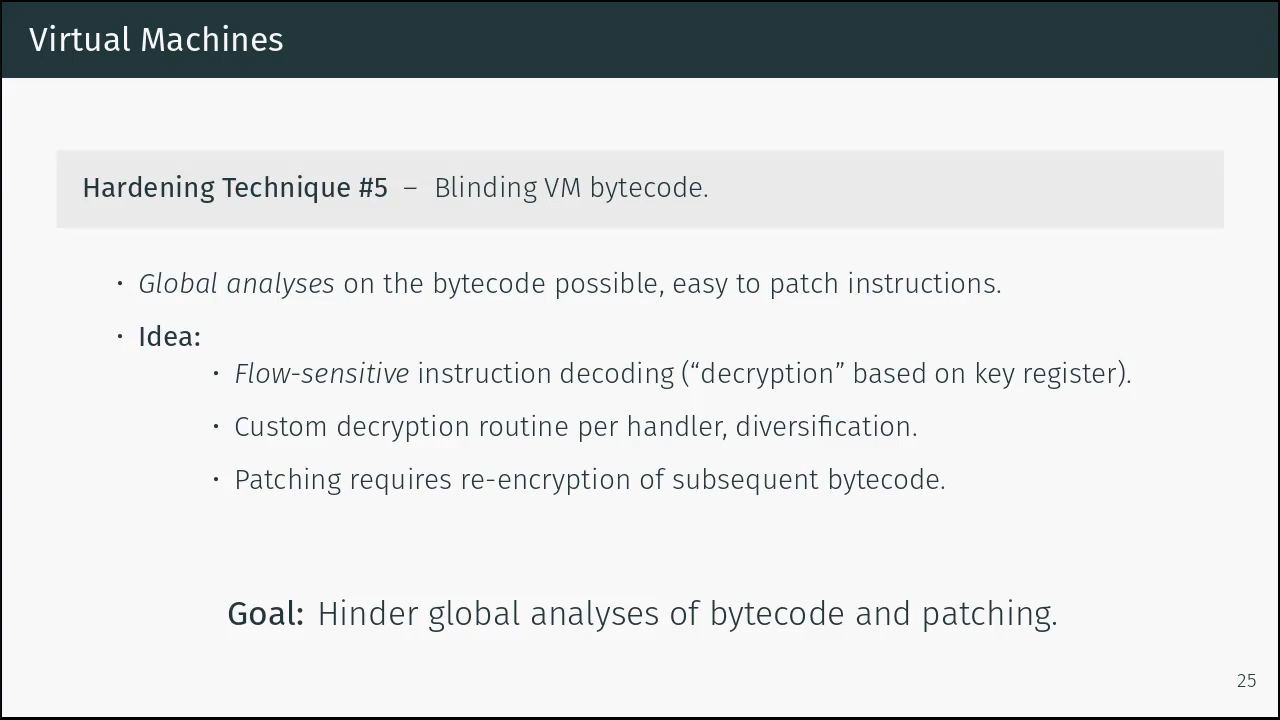 Virtual Machines
Hardening Technique #5 – Blinding VM bytecode.
• Global analyses on the bytecode possible, easy to patch instructions.
• Idea:
• Flow-sensitive instruction decoding (“decryption” based on key register).
• Custom decryption routine per handler, diversification.
• Patching requires re-encryption of subsequent bytecode.
Goal: Hinder global analyses of bytecode and patching.
25